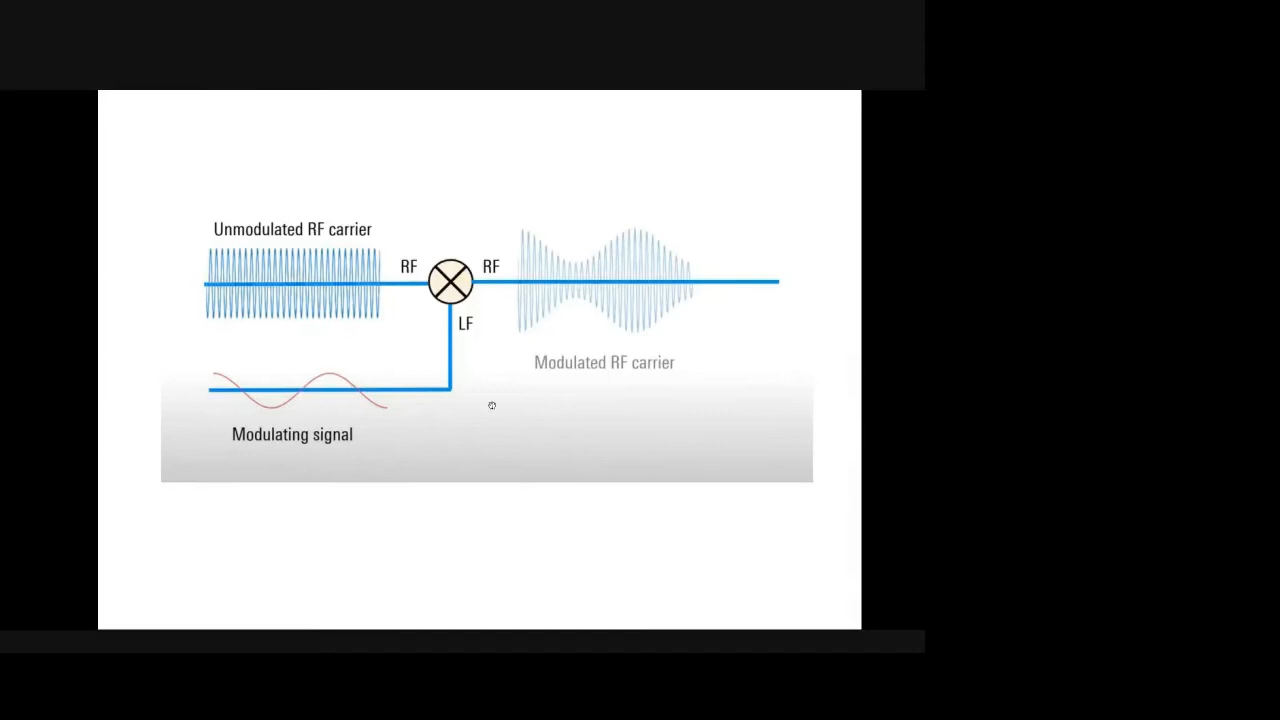 Unmodulated RF carrier
RF
RF
LF
Modulated RF carrier
Modulating signal